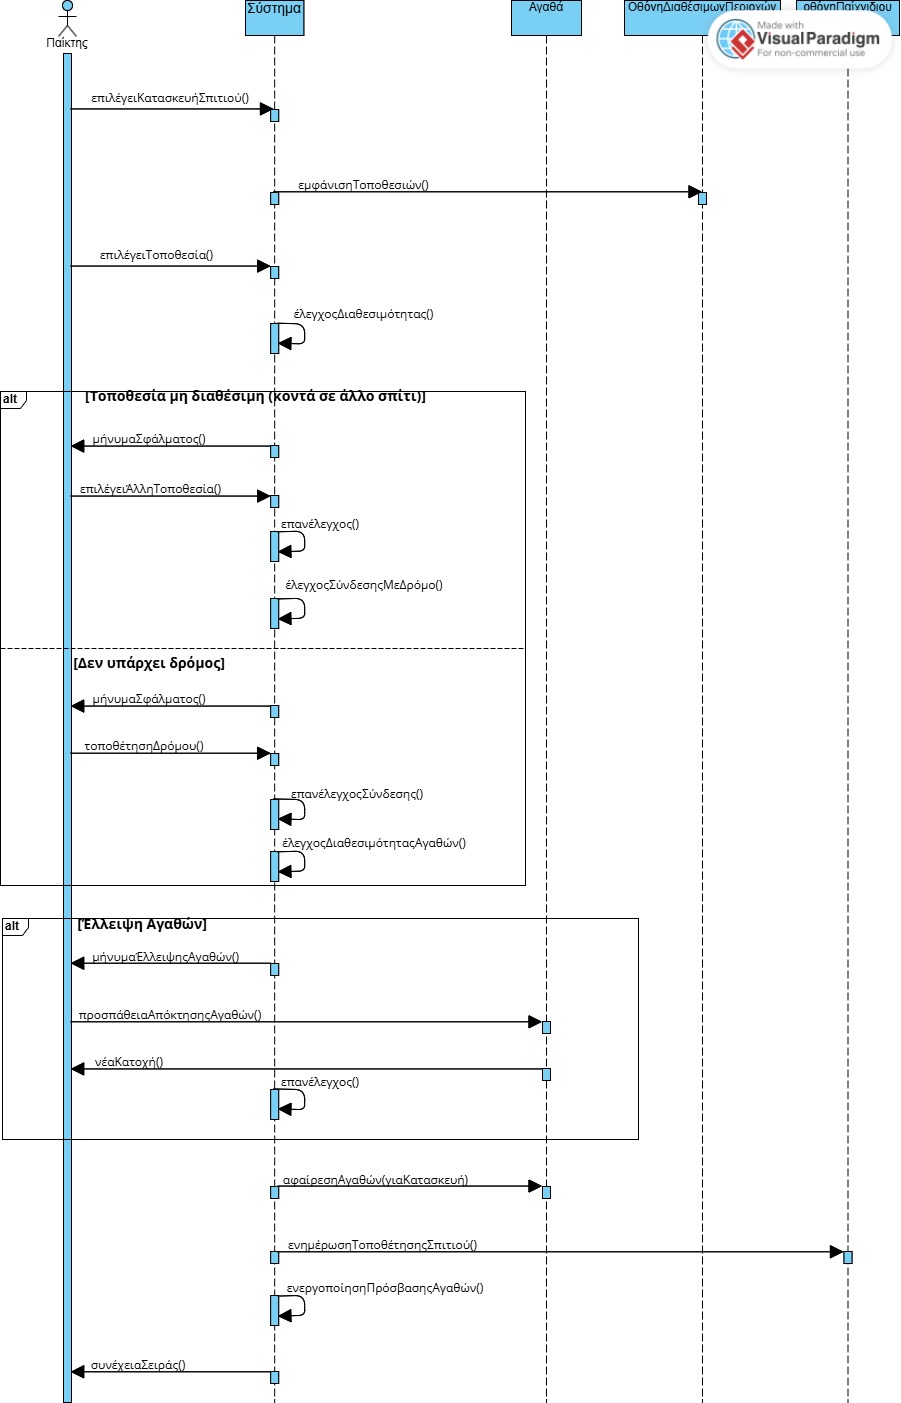 Παίκτης
Σύστημα
Αγαθά
ΟθόνηΔιαθέσιμωνΠεριοχών
οθόνηΠαίχνιδιου
Made with
Visual Paradigm
For non-commercial use
επιλέγειΚατασκευήΣπιτιού()
εμφάνισηΤοποθεσιών()
επιλέγειΤοποθεσία()
έλεγχοςΔιαθεσιμότητας()
alt
[Τοποθεσία μη διαθέσιμη (κοντά σε άλλο σπίτι)]
μήνυμαΣφάλματος()
επιλέγειΆλληΤοποθεσία()
επανέλεγχος()
έλεγχοςΣύνδεσηςΜεΔρόμο()
[Δεν υπάρχει δρόμος]
μήνυμαΣφάλματος()
τοποθέτησηΔρόμου()
επανέλεγχοςΣύνδεσης()
έλεγχοςΔιαθεσιμότηταςΑγαθών()
alt
[Έλλειψη Αγαθών]
μήνυμαΈλλειψηςΑγαθών()
προσπάθειαΑπόκτησηςΑγαθών()
νέαΚατοχή()
επανέλεγχος()
αφαίρεσηΑγαθών(γιαΚατασκευή)
ενημέρωσηΤοποθέτησηςΣπιτιού()
ενεργοποίησηΠρόσβασηςΑγαθών()
συνέχειαΣειράς()